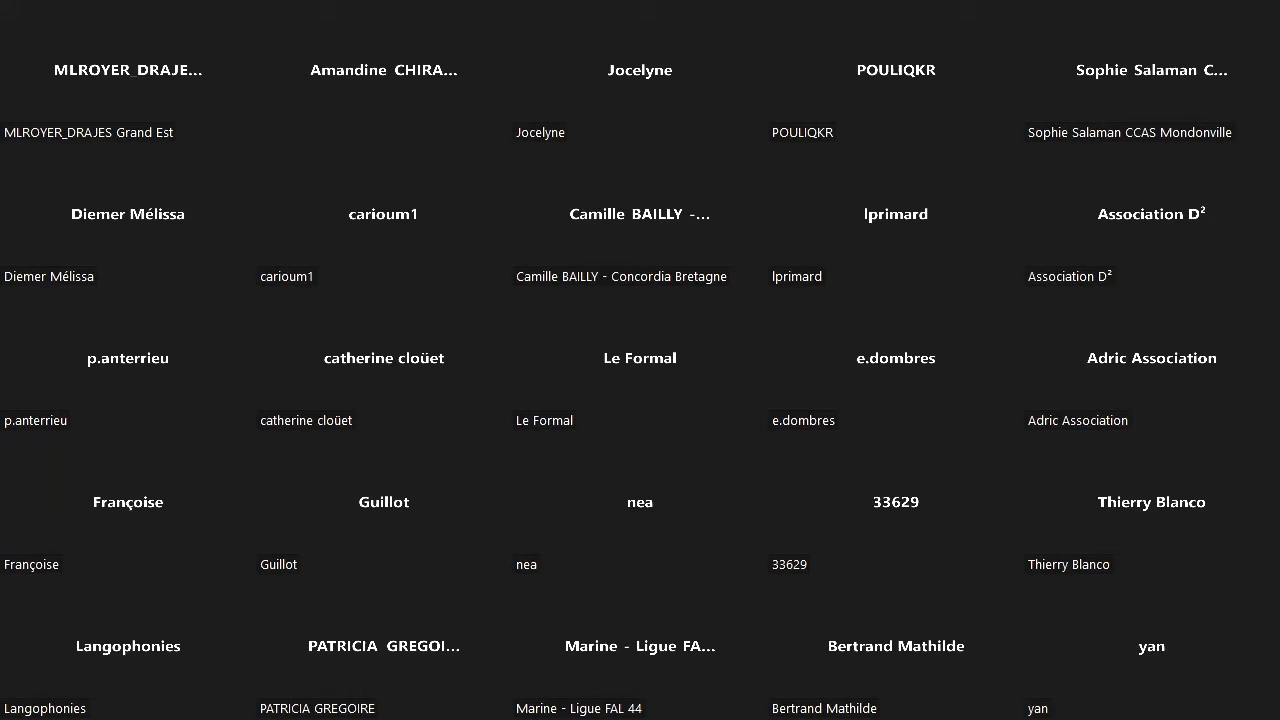 MLROYER_DRAJE...
Amandine CHIRA...
Jocelyne
POULIQKR
Sophie Salaman C...
MLROYER_DRAJES Grand Est
Jocelyne
POULIQKR
Sophie Salaman CCAS Mondonville
Diemer Mélissa
carioum1
Camille BAILLY -...
lprimard
Association D²
Diemer Mélissa
carioum1
Camille BAILLY - Concordia Bretagne
lprimard
Association D²
p.anterrieu
catherine cloüet
Le Formal
e.dombres
Adric Association
p.anterrieu
catherine cloüet
Le Formal
e.dombres
Adric Association
Françoise
Guillot
nea
33629
Thierry Blanco
Françoise
Guillot
nea
33629
Thierry Blanco
Langophonies
PATRICIA GREGOI...
Marine - Ligue FA...
Bertrand Mathilde
yan
Langophonies
PATRICIA GREGOIRE
Marine - Ligue FAL 44
Bertrand Mathilde
yan